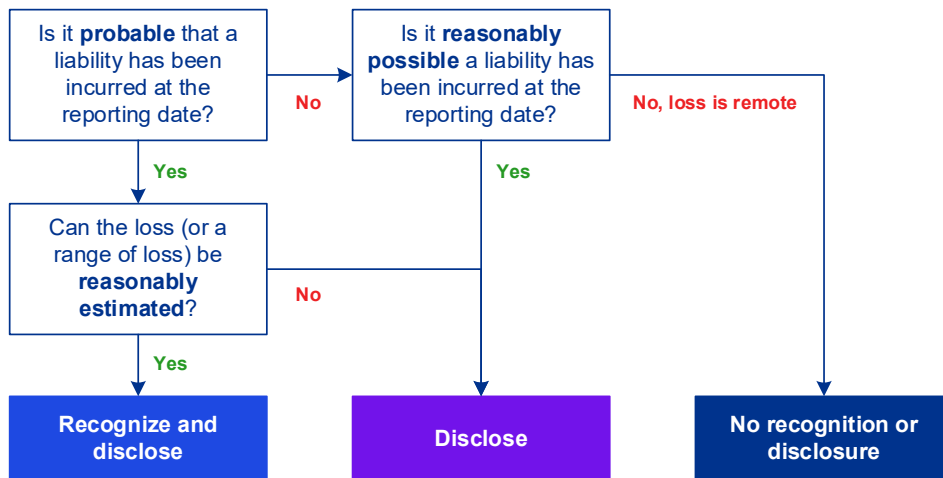 Is it probable that a
liability has been
incurred at the
reporting date?
No
Is it reasonably
possible a liability has
been incurred at the
reporting date?
No, loss is remote
Yes
Yes
Can the loss (or a
range of loss) be
reasonably
estimated?
No
Yes
Recognize and
disclose
Disclose
No recognition or
disclosure